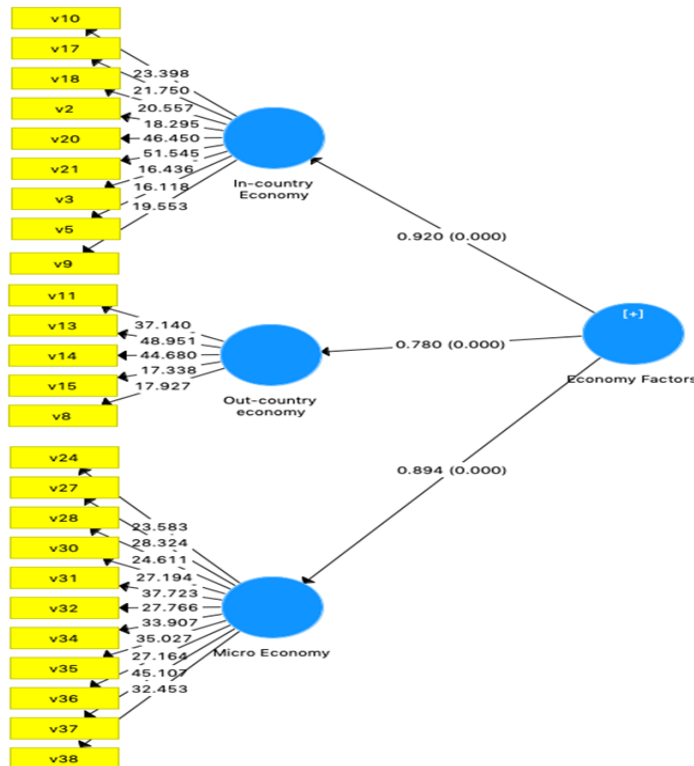 v10
v17
v18
v2
v20
v21
v3
v5
v9
23.398
21.750
20.557
18.295
46.450
51.545
16.436
16.118
19.553
In-country
Economy
0.920 (0.000)
v11
v13
v14
v15
v8
37.140
48.951
44.680
17.338
17.927
Out-country
economy
0.780 (0.000)
[+]
Economy Factors
v24
v27
v28
v30
v31
v32
v34
v35
v36
v37
v38
23.583
28.324
24.611
27.194
37.723
27.766
33.907
35.027
27.164
45.107
32.453
Micro Economy
0.894 (0.000)